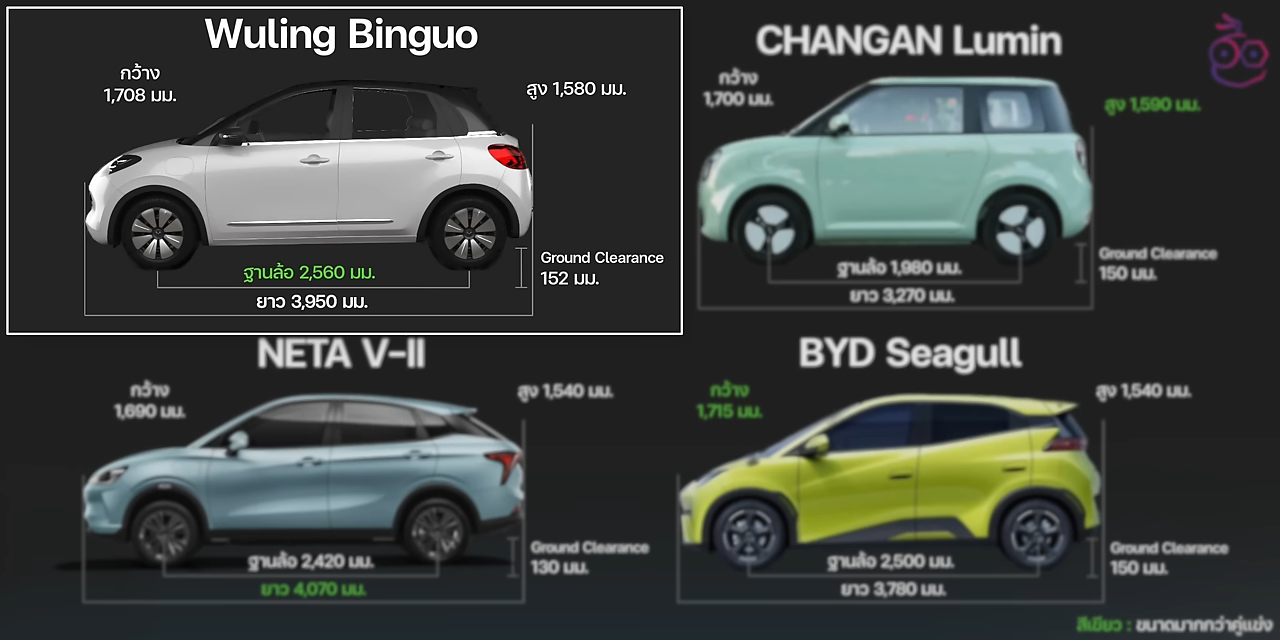 Wuling Binguo
กว้าง
1,708 มม.
สูง 1,580 มม.
Ground Clearance
152 มม.
ฐานล้อ 2,560 มม.
ยาว 3,950 มม.
CHANGAN Lumin
กว้าง
1,700 มม.
สูง 1,590 มม.
Ground Clearance
150 มม.
ฐานล้อ 1,980 มม.
ยาว 3,270 มม.
NETA V-II
กว้าง
1,690 มม.
สูง 1,540 มม.
Ground Clearance
130 มม.
ฐานล้อ 2,420 มม.
ยาว 4,070 มม.
BYD Seagull
กว้าง
1,715 มม.
สูง 1,540 มม.
Ground Clearance
150 มม.
ฐานล้อ 2,500 มม.
ยาว 3,780 มม.
สีเขียว : ขนาดมากกว่าคู่แข่ง